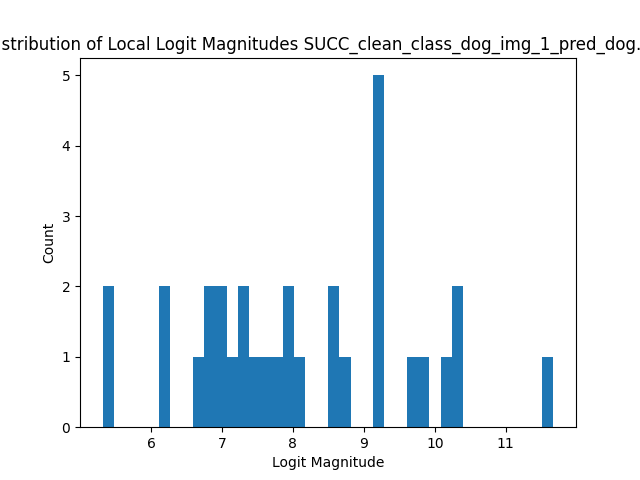 stribution of Local Logit Magnitudes SUCC_clean_class_dog_img_1_pred_dog.
5
4
3
2
1
0
Count
6 7 8 9 10 11
Logit Magnitude